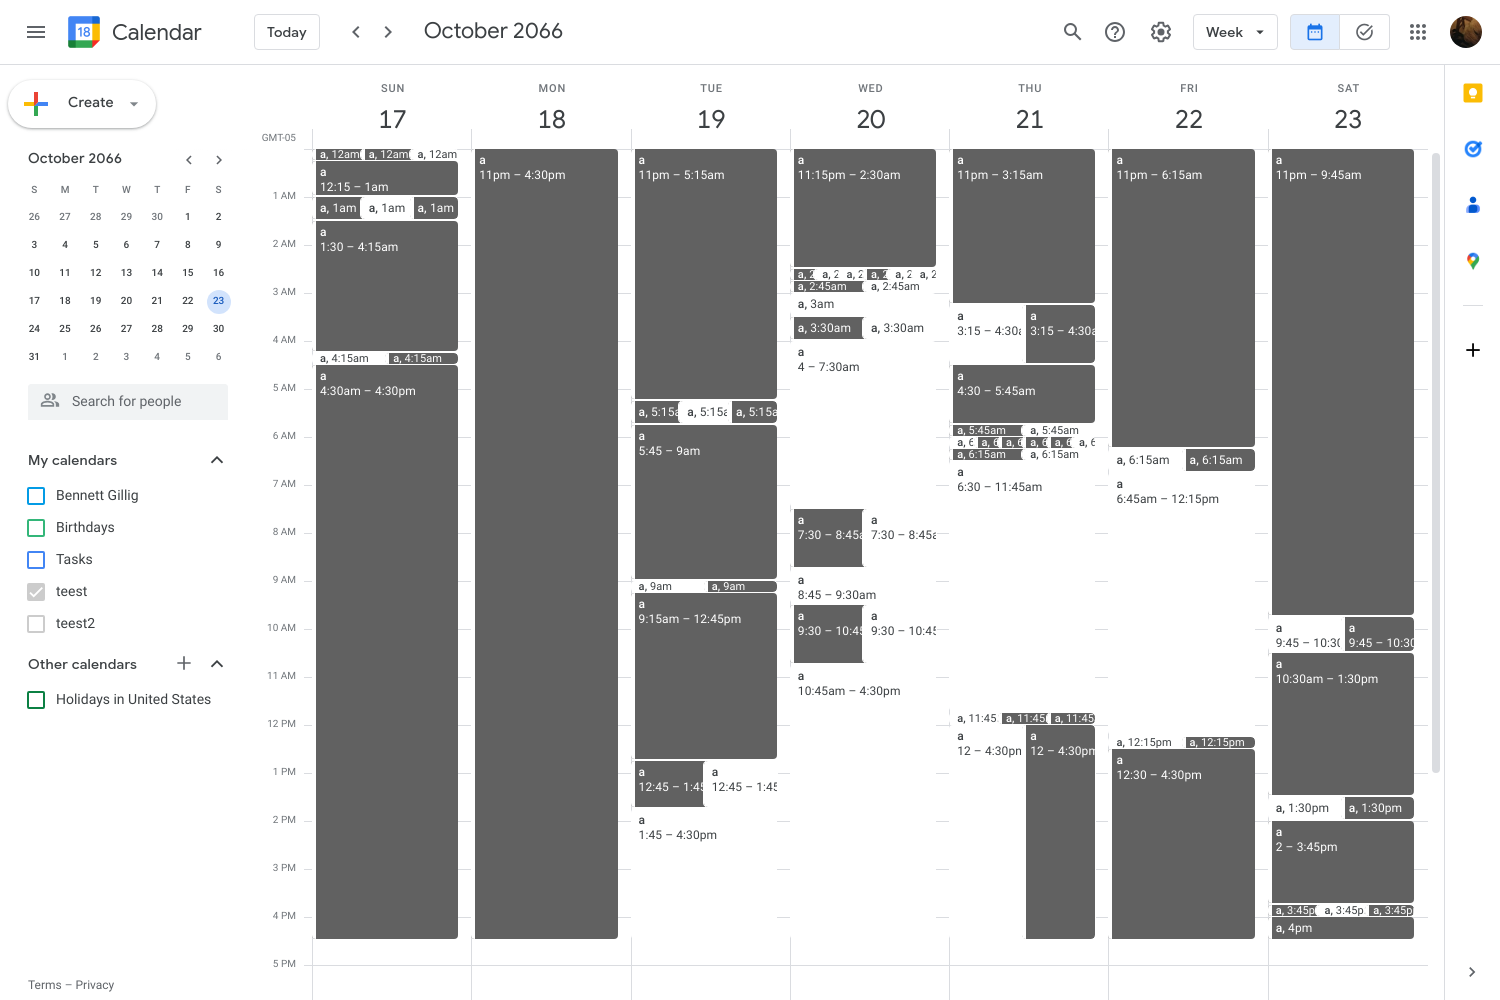 18 Calendar Today October 2066 Week
Create
October 2066
S M T W T F S
26 27 28 29 30 1 2
3 4 5 6 7 8 9
10 11 12 13 14 15 16
17 18 19 20 21 22 23
24 25 26 27 28 29 30
31 1 2 3 4 5 6
Search for people
My calendars
Bennett Gillig
Birthdays
Tasks
teest
teest2
Other calendars
Holidays in United States
Terms – Privacy
GMT-05
1 AM
2 AM
3 AM
4 AM
5 AM
6 AM
7 AM
8 AM
9 AM
10 AM
11 AM
12 PM
1 PM
2 PM
3 PM
4 PM
5 PM
SUN
17
a, 12am a, 12am a, 12am
a
12:15 – 1am
a, 1am a, 1am a, 1am
a
1:30 – 4:15am
a, 4:15am a, 4:15am
a
4:30am – 4:30pm
MON
18
a
11pm – 4:30pm
TUE
19
a
11pm – 5:15am
a, 5:15a a, 5:15a a, 5:15a
a
5:45 – 9am
a, 9am a, 9am
a
9:15am – 12:45pm
a a
12:45 – 1:45 12:45 – 1:45
a
1:45 – 4:30pm
WED
20
a
11:15pm – 2:30am
a, 2 a, 2 a, 2 a, 2 a, 2 a, 2
a, 2:45am a, 2:45am
a, 3am
a, 3:30am a, 3:30am
a
4 – 7:30am
a a
7:30 – 8:45a 7:30 – 8:45a
a
8:45 – 9:30am
a a
9:30 – 10:45 9:30 – 10:45
a
10:45am – 4:30pm
THU
21
a
11pm – 3:15am
a a
3:15 – 4:30a 3:15 – 4:30a
a
4:30 – 5:45am
a, 5:45am a, 5:45am
a, 6 a, 6 a, 6 a, 6 a, 6 a, 6
a, 6:15am a, 6:15am
a
6:30 – 11:45am
a, 11:45 a, 11:45 a, 11:45
a a
12 – 4:30pm 12 – 4:30pm
FRI
22
a
11pm – 6:15am
a, 6:15am a, 6:15am
a
6:45am – 12:15pm
a, 12:15pm a, 12:15pm
a
12:30 – 4:30pm
SAT
23
a
11pm – 9:45am
a a
9:45 – 10:30 9:45 – 10:30
a
10:30am – 1:30pm
a, 1:30pm a, 1:30pm
a
2 – 3:45pm
a, 3:45p a, 3:45p a, 3:45p
a, 4pm